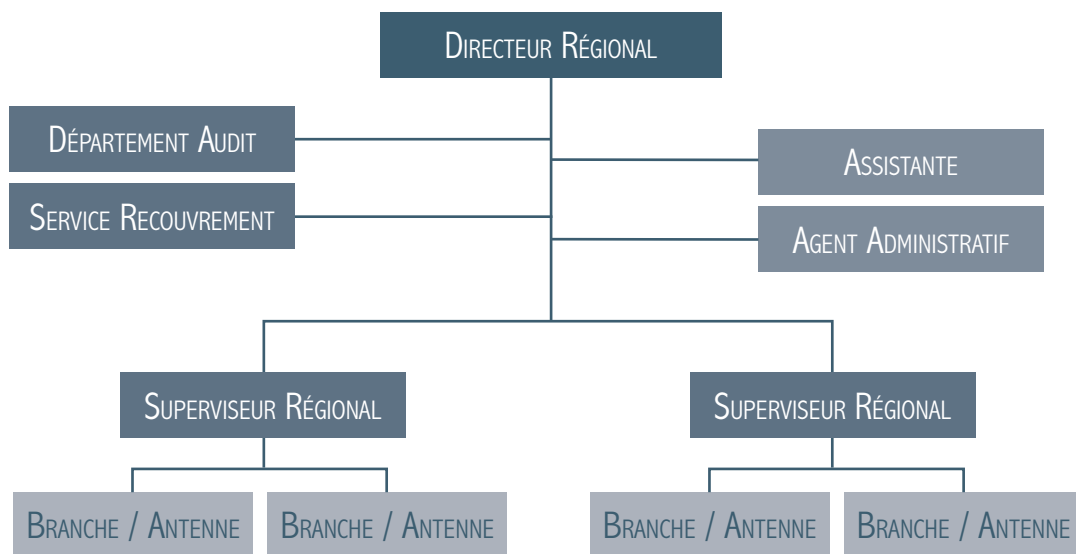 Directeur Régional
Département Audit
Assistante
Service Recouvrement
Agent Administratif
Superviseur Régional
Superviseur Régional
Branche / Antenne
Branche / Antenne
Branche / Antenne
Branche / Antenne